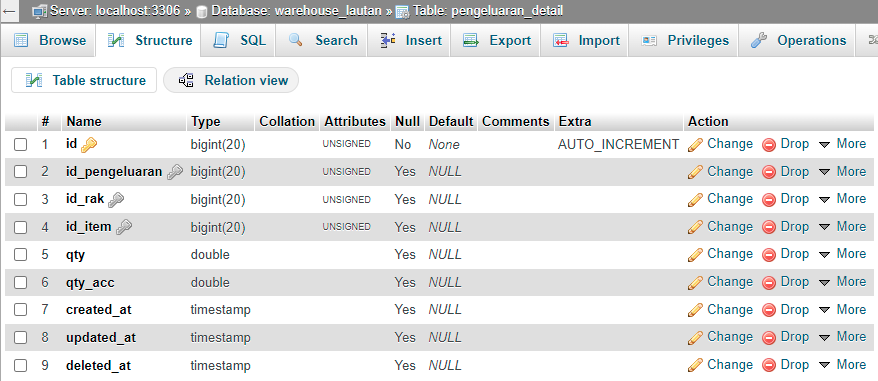 Server: localhost:3306 » Database: warehouse_lautan » Table: pengeluaran_detail
Browse Structure SQL Search Insert Export Import Privileges Operations
Table structure Relation view
# Name Type Collation Attributes Null Default Comments Extra Action
1 id bigint(20) UNSIGNED No None AUTO_INCREMENT Change Drop More
2 id_pengeluaran bigint(20) UNSIGNED Yes NULL Change Drop More
3 id_rak bigint(20) UNSIGNED Yes NULL Change Drop More
4 id_item bigint(20) UNSIGNED Yes NULL Change Drop More
5 qty double Yes NULL Change Drop More
6 qty_acc double Yes NULL Change Drop More
7 created_at timestamp Yes NULL Change Drop More
8 updated_at timestamp Yes NULL Change Drop More
9 deleted_at timestamp Yes NULL Change Drop More